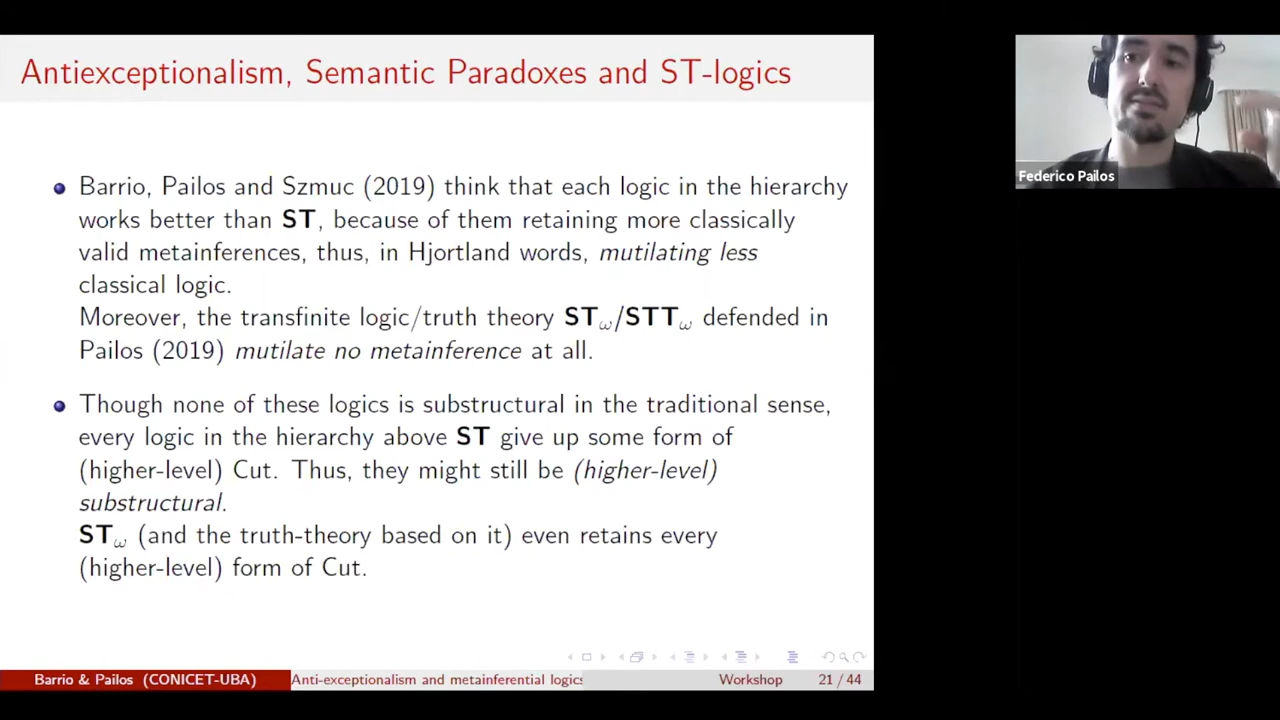 Antiexceptionalism, Semantic Paradoxes and ST-logics
Barrio, Pailos and Szmuc (2019) think that each logic in the hierarchy
works better than ST, because of them retaining more classically
valid metainferences, thus, in Hjortland words, mutilating less
classical logic.
Moreover, the transfinite logic/truth theory STω/STTω defended in
Pailos (2019) mutilate no metainference at all.
Though none of these logics is substructural in the traditional sense,
every logic in the hierarchy above ST give up some form of
(higher-level) Cut. Thus, they might still be (higher-level)
substructural.
STω (and the truth-theory based on it) even retains every
(higher-level) form of Cut.
Barrio & Pailos (CONICET-UBA) Anti-exceptionalism and metainferential logics Workshop 21 / 44
Federico Pailos